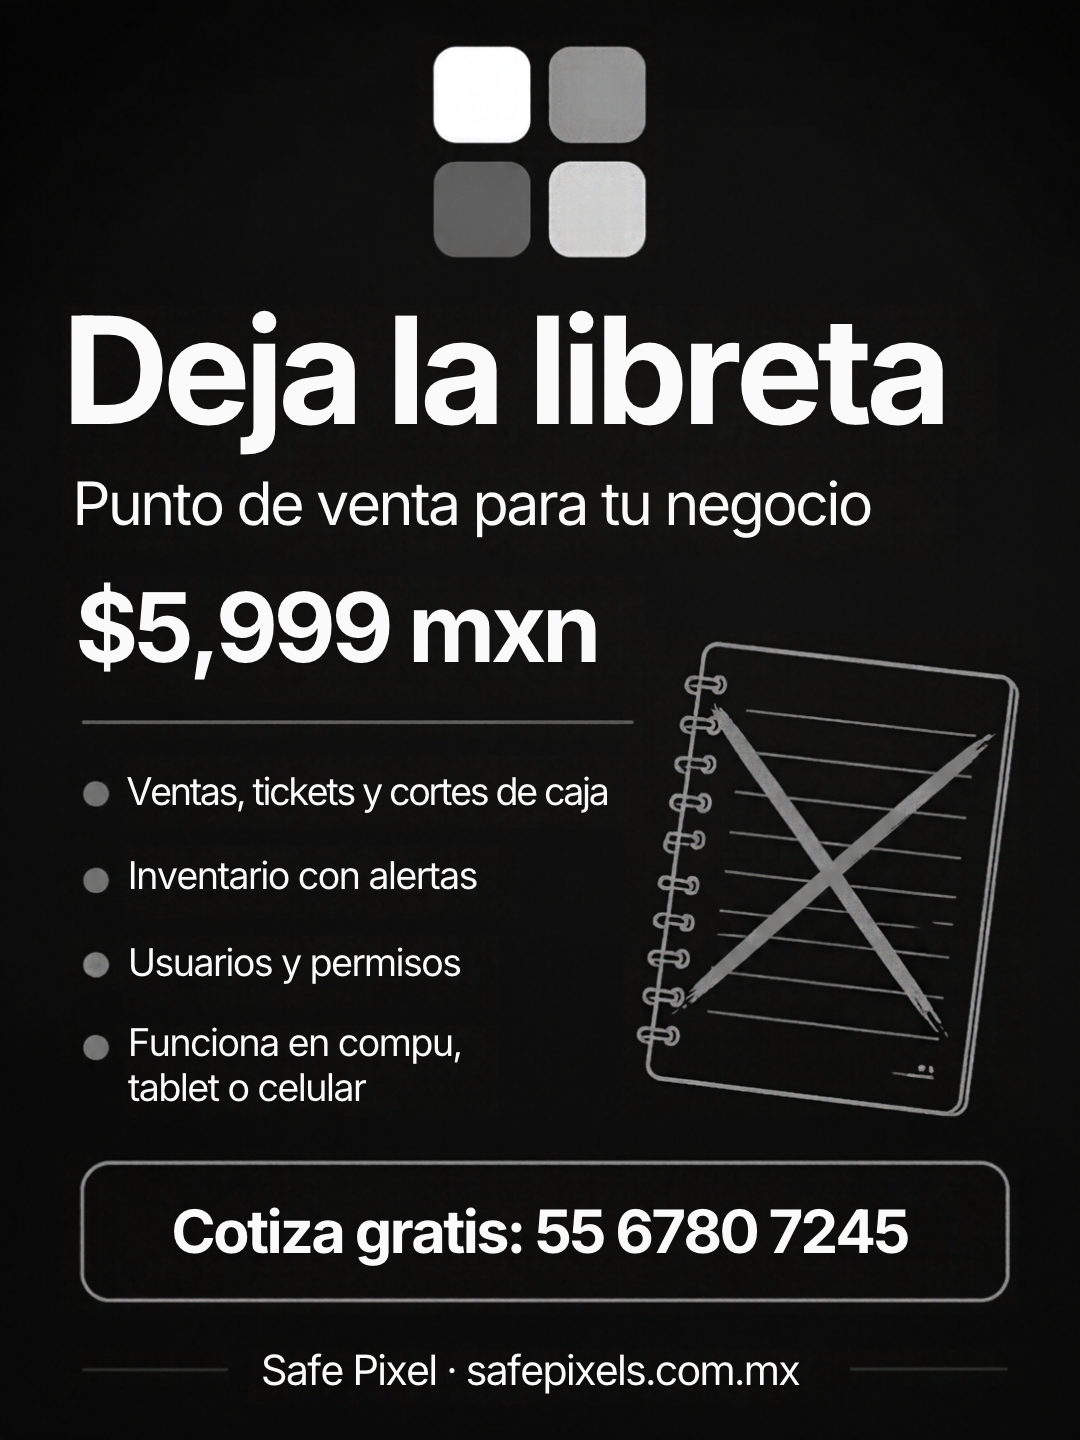 Deja la libreta
Punto de venta para tu negocio
$5,999 mxn
Ventas, tickets y cortes de caja
Inventario con alertas
Usuarios y permisos
Funciona en compu,
tablet o celular
Cotiza gratis: 55 6780 7245
Safe Pixel · safepixels.com.mx